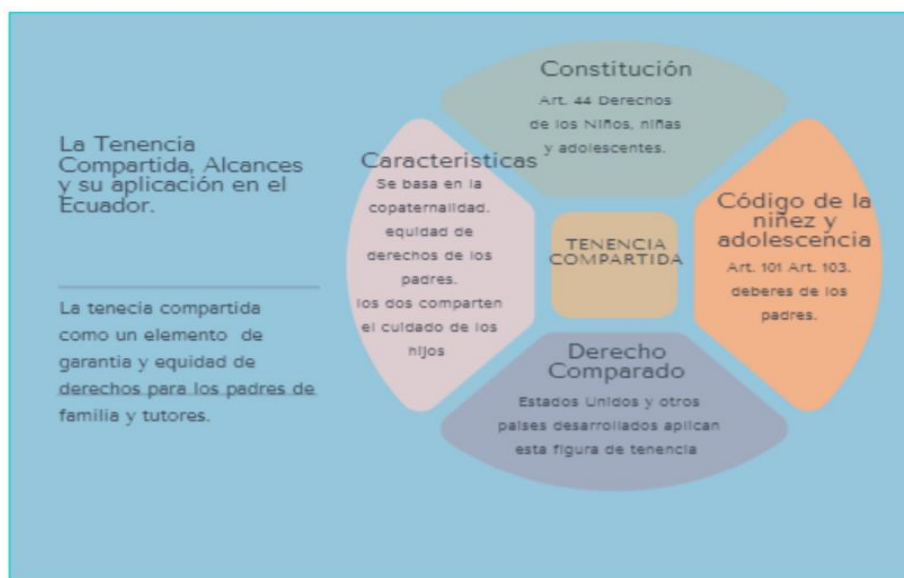 La Tenencia
Compartida, Alcances
y su aplicación en el
Ecuador.
La tenecia compartida
como un elemento de
garantia y equidad de
derechos para los padres de
familia y tutores.
Constitución
Art. 44 Derechos
de los Niños, niñas
y adolescentes.
Caracteristicas
Se basa en la
copaternalidad.
equidad de
derechos de los
padres.
los dos comparten
el cuidado de los
hijos
TENENCIA
COMPARTIDA
Código de la
niñez y
adolescencia
Art. 101 Art. 103.
deberes de los
padres.
Derecho
Comparado
Estados Unidos y otros
paises desarrollados aplican
esta figura de tenencia